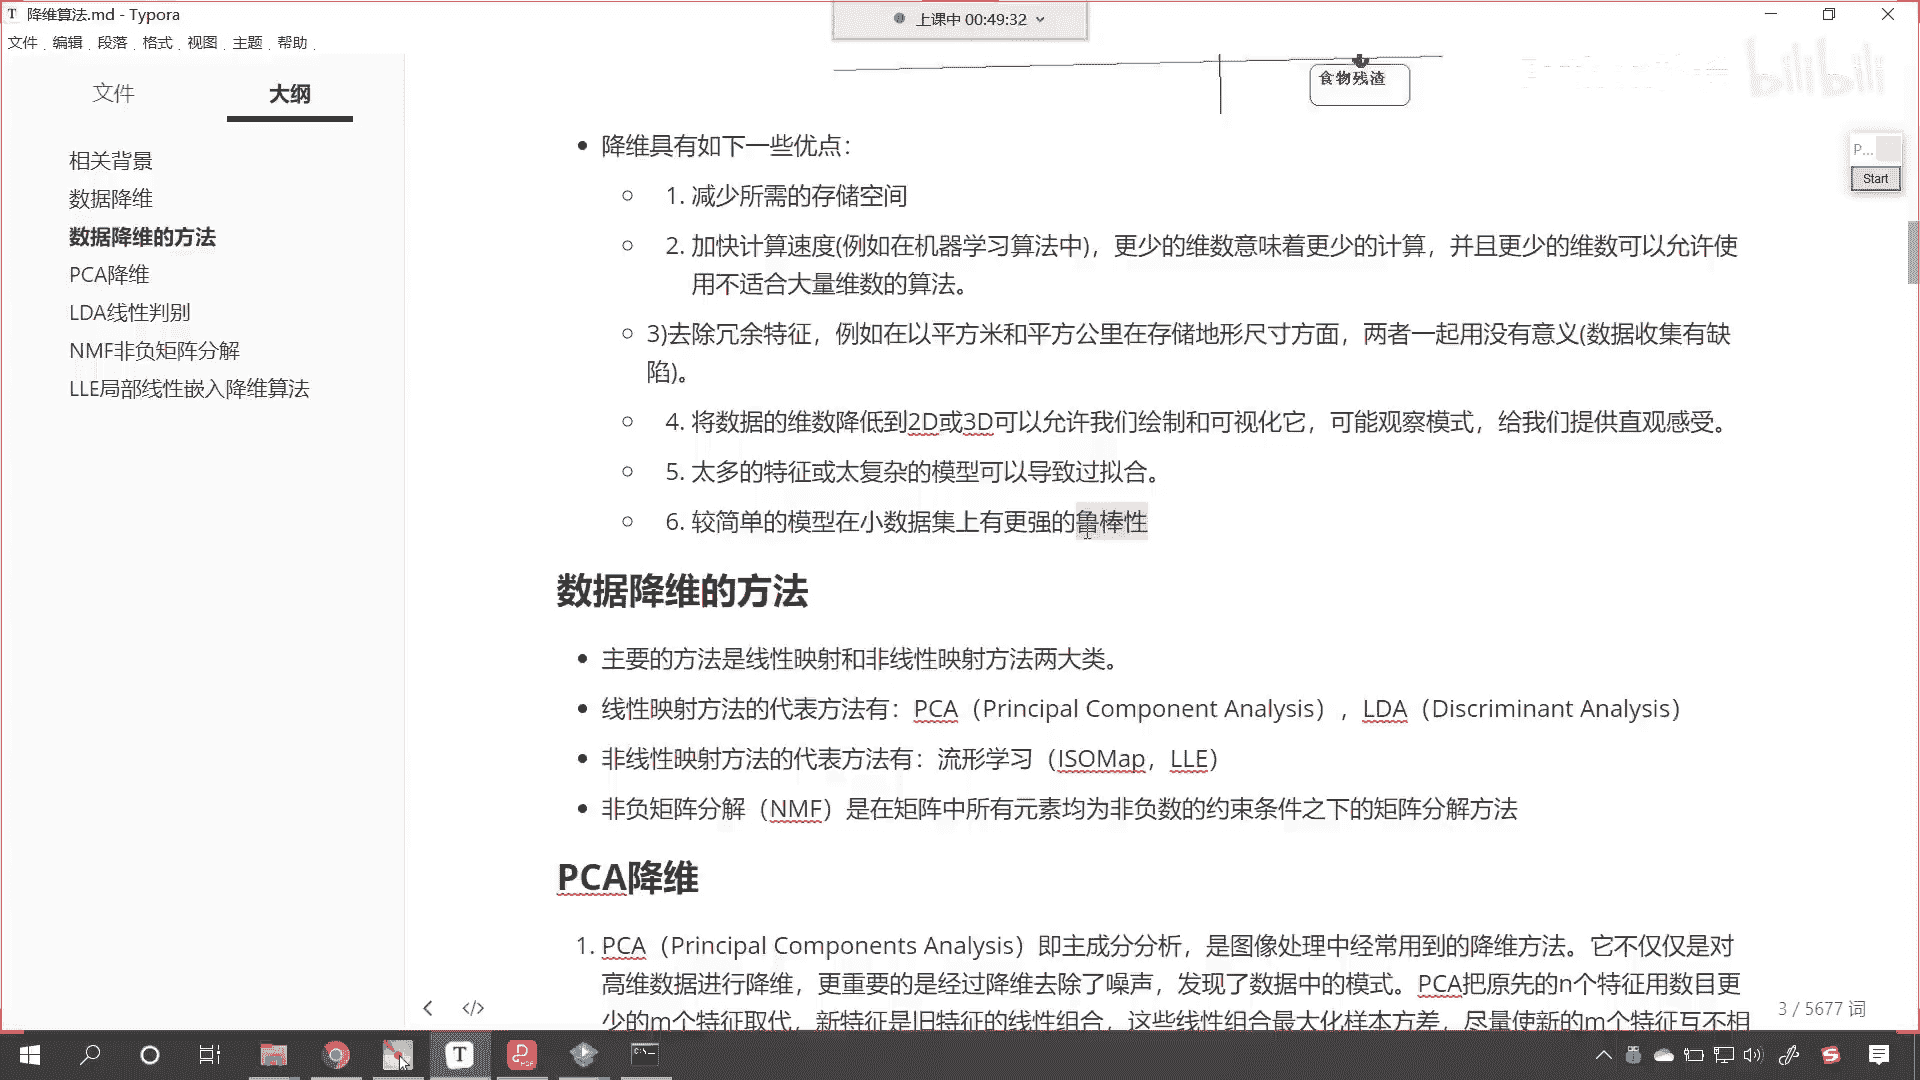 降维算法.md - Typora
上课中 00:49:32
文件 编辑 段落 格式 视图 主题 帮助
文件 大纲
相关背景
数据降维
数据降维的方法
PCA降维
LDA线性判别
NMF非负矩阵分解
LLE局部线性嵌入降维算法
食物残渣
bilibili
P...
Start
降维具有如下一些优点：
1. 减少所需的存储空间
2. 加快计算速度(例如在机器学习算法中)，更少的维数意味着更少的计算，并且更少的维数可以允许使
用不适合大量维数的算法。
3)去除冗余特征，例如在以平方米和平方公里在存储地形尺寸方面，两者一起用没有意义(数据收集有缺
陷)。
4. 将数据的维数降低到2D或3D可以允许我们绘制和可视化它，可能观察模式，给我们提供直观感受。
5. 太多的特征或太复杂的模型可以导致过拟合。
6. 较简单的模型在小数据集上有更强的鲁棒性
数据降维的方法
主要的方法是线性映射和非线性映射方法两大类。
线性映射方法的代表方法有：PCA（Principal Component Analysis），LDA（Discriminant Analysis）
非线性映射方法的代表方法有：流形学习（ISOMap，LLE）
非负矩阵分解（NMF）是在矩阵中所有元素均为非负数的约束条件之下的矩阵分解方法
PCA降维
1. PCA（Principal Components Analysis）即主成分分析，是图像处理中经常用到的降维方法。它不仅仅是对
高维数据进行降维，更重要的是经过降维去除了噪声，发现了数据中的模式。PCA把原先的n个特征用数目更
少的m个特征取代，新特征是旧特征的线性组合，这些线性组合最大化样本方差，尽量使新的m个特征互不相
3 / 5677 词